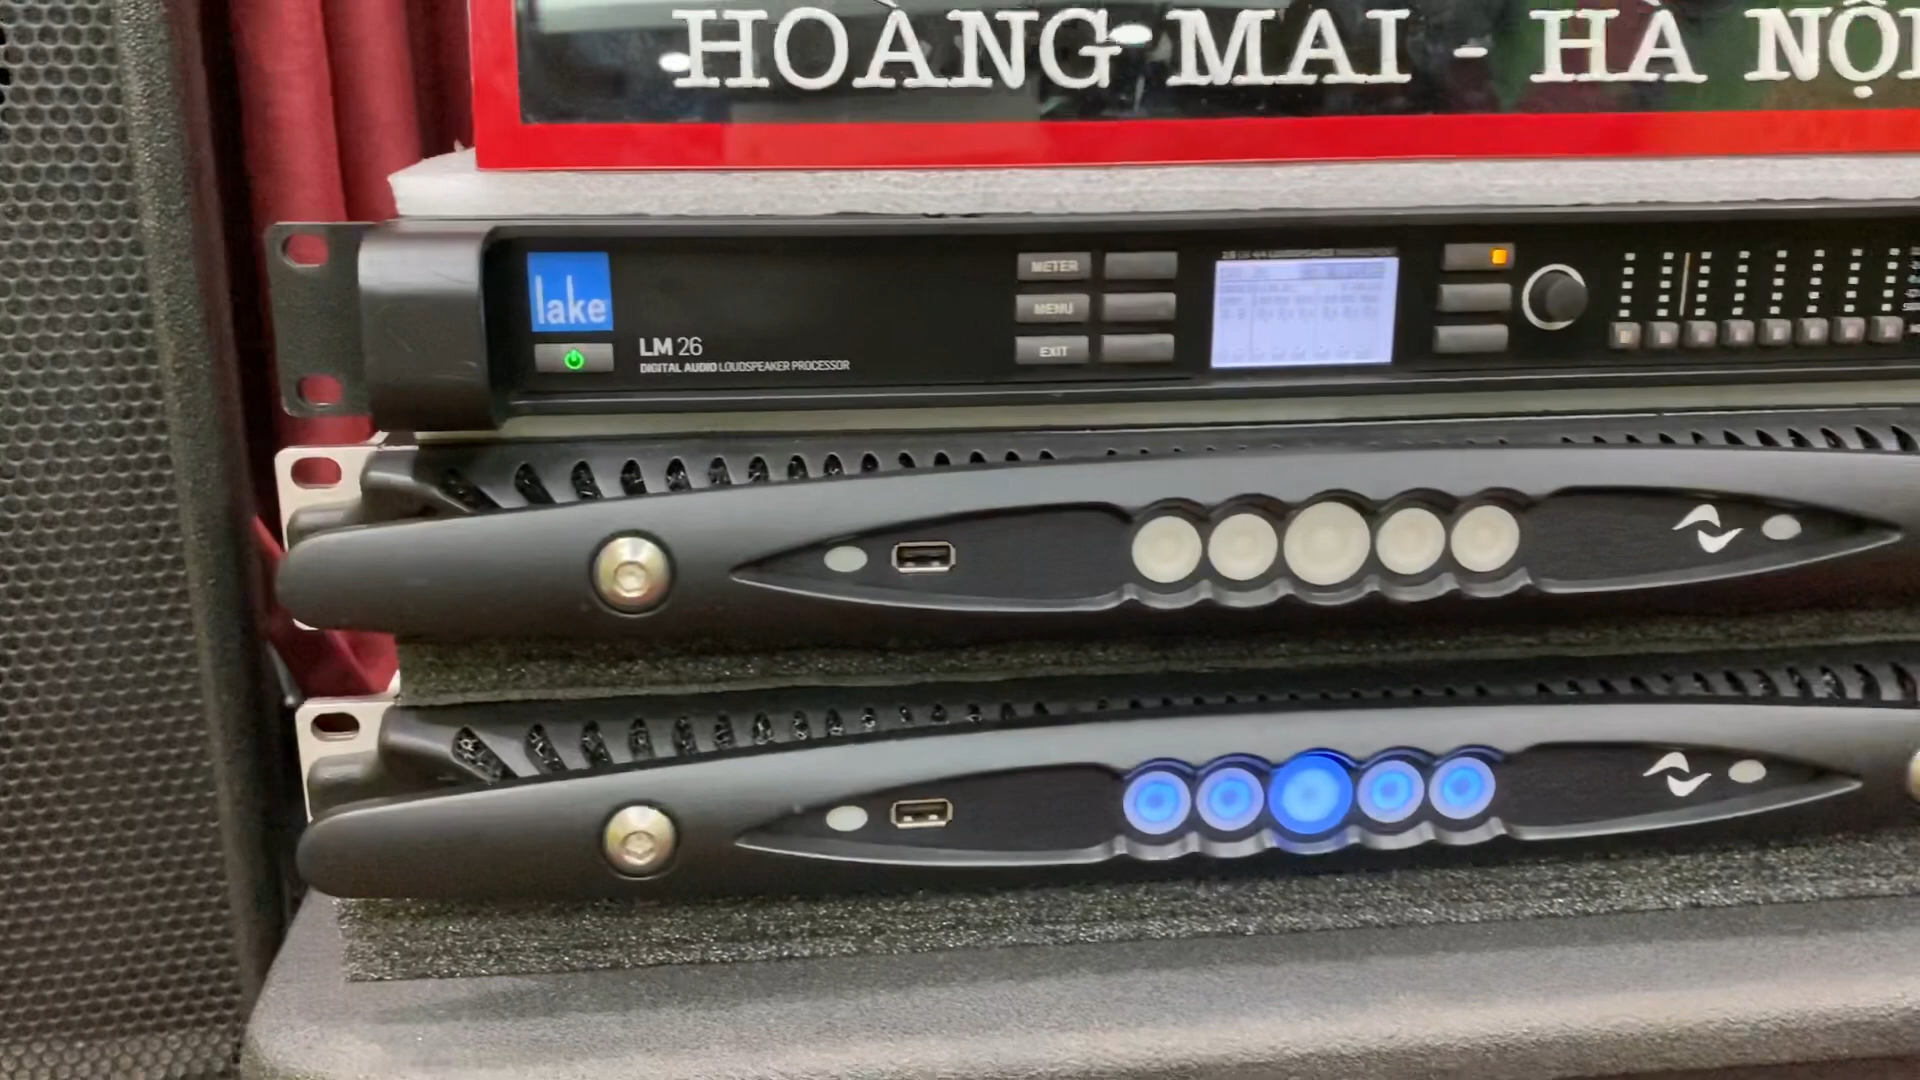 HOÀNG MAI - HÀ NỘI
METER
lake
MENU
LM 26
EXIT
DIGITAL AUDIO LOUDSPEAKER PROCESSOR